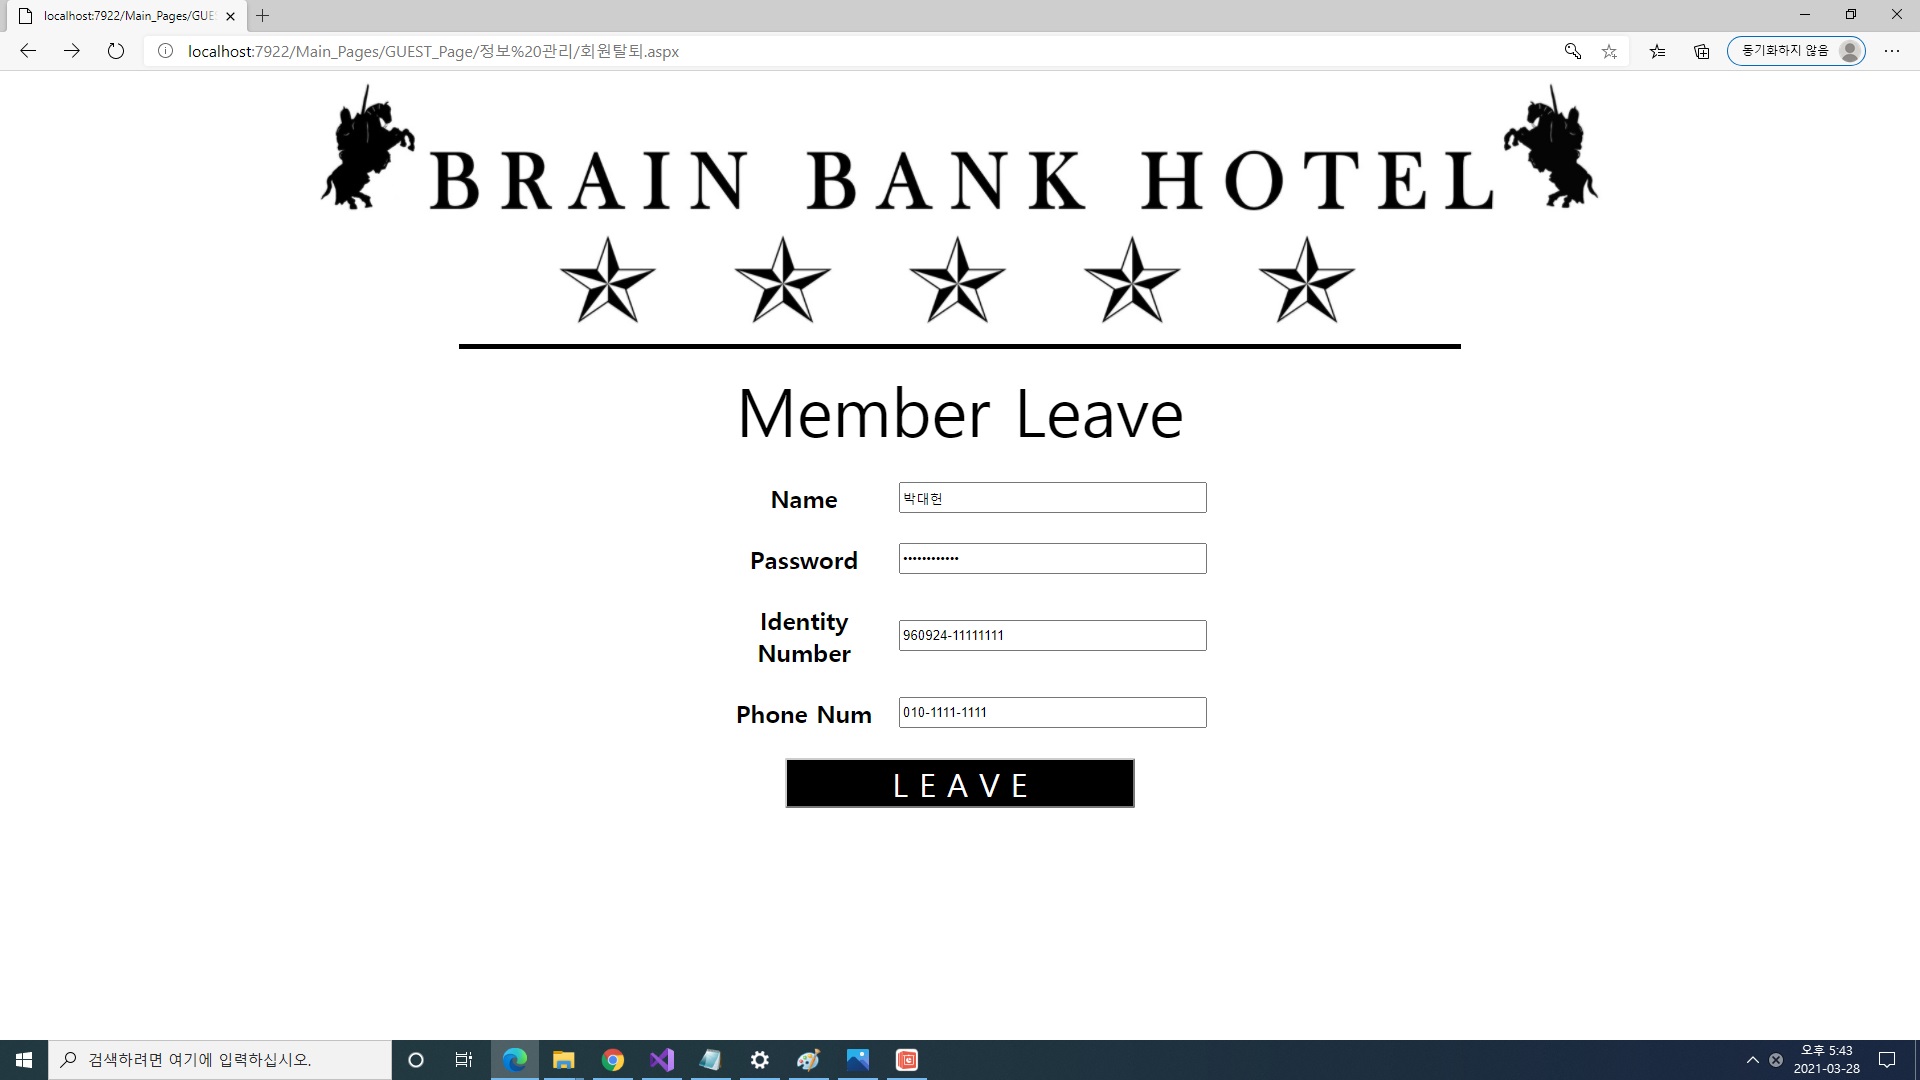 localhost:7922/Main_Pages/GUE
localhost:7922/Main_Pages/GUEST_Page/정보%20관리/회원탈퇴.aspx
동기화하지 않음
BRAIN BANK HOTEL
Member Leave
Name
박대헌
Password
••••••••••••
Identity
Number
960924-11111111
Phone Num
010-1111-1111
LEAVE
검색하려면 여기에 입력하십시오.
오후 5:43
2021-03-28